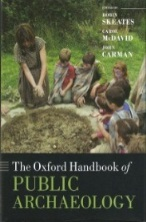 EDITED BY
ROBIN
SKEATES
CAROL
McDAVID
JOHN
CARMAN
The Oxford Handbook of
PUBLIC
ARCHAEOLOGY